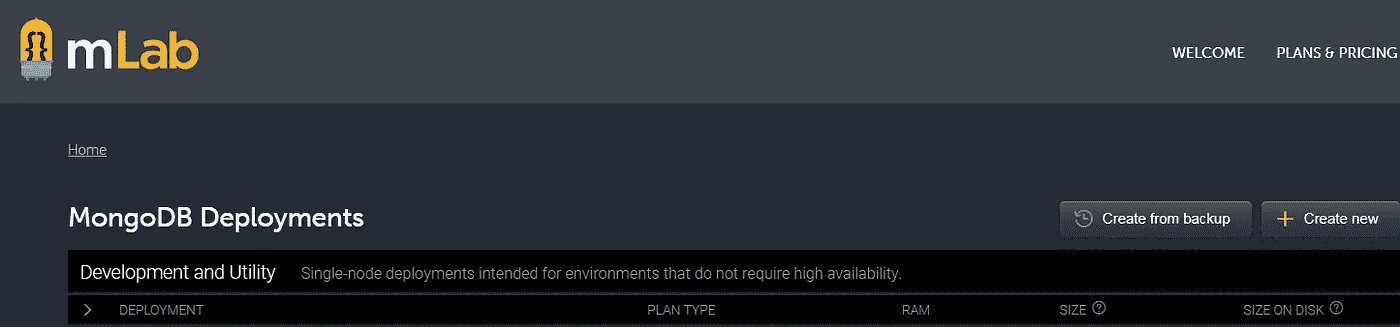 mLab
WELCOME PLANS & PRICING
Home
MongoDB Deployments
Create from backup
Create new
Development and Utility Single-node deployments intended for environments that do not require high availability.
DEPLOYMENT PLAN TYPE RAM SIZE SIZE ON DISK